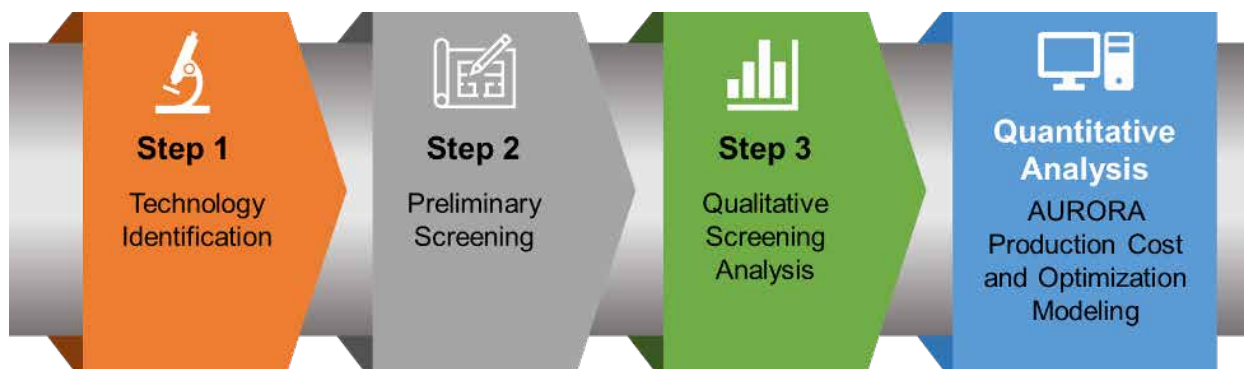 Step 1
Technology
Identification
Step 2
Preliminary
Screening
Step 3
Qualitative
Screening
Analysis
Quantitative
Analysis
AURORA
Production Cost
and Optimization
Modeling